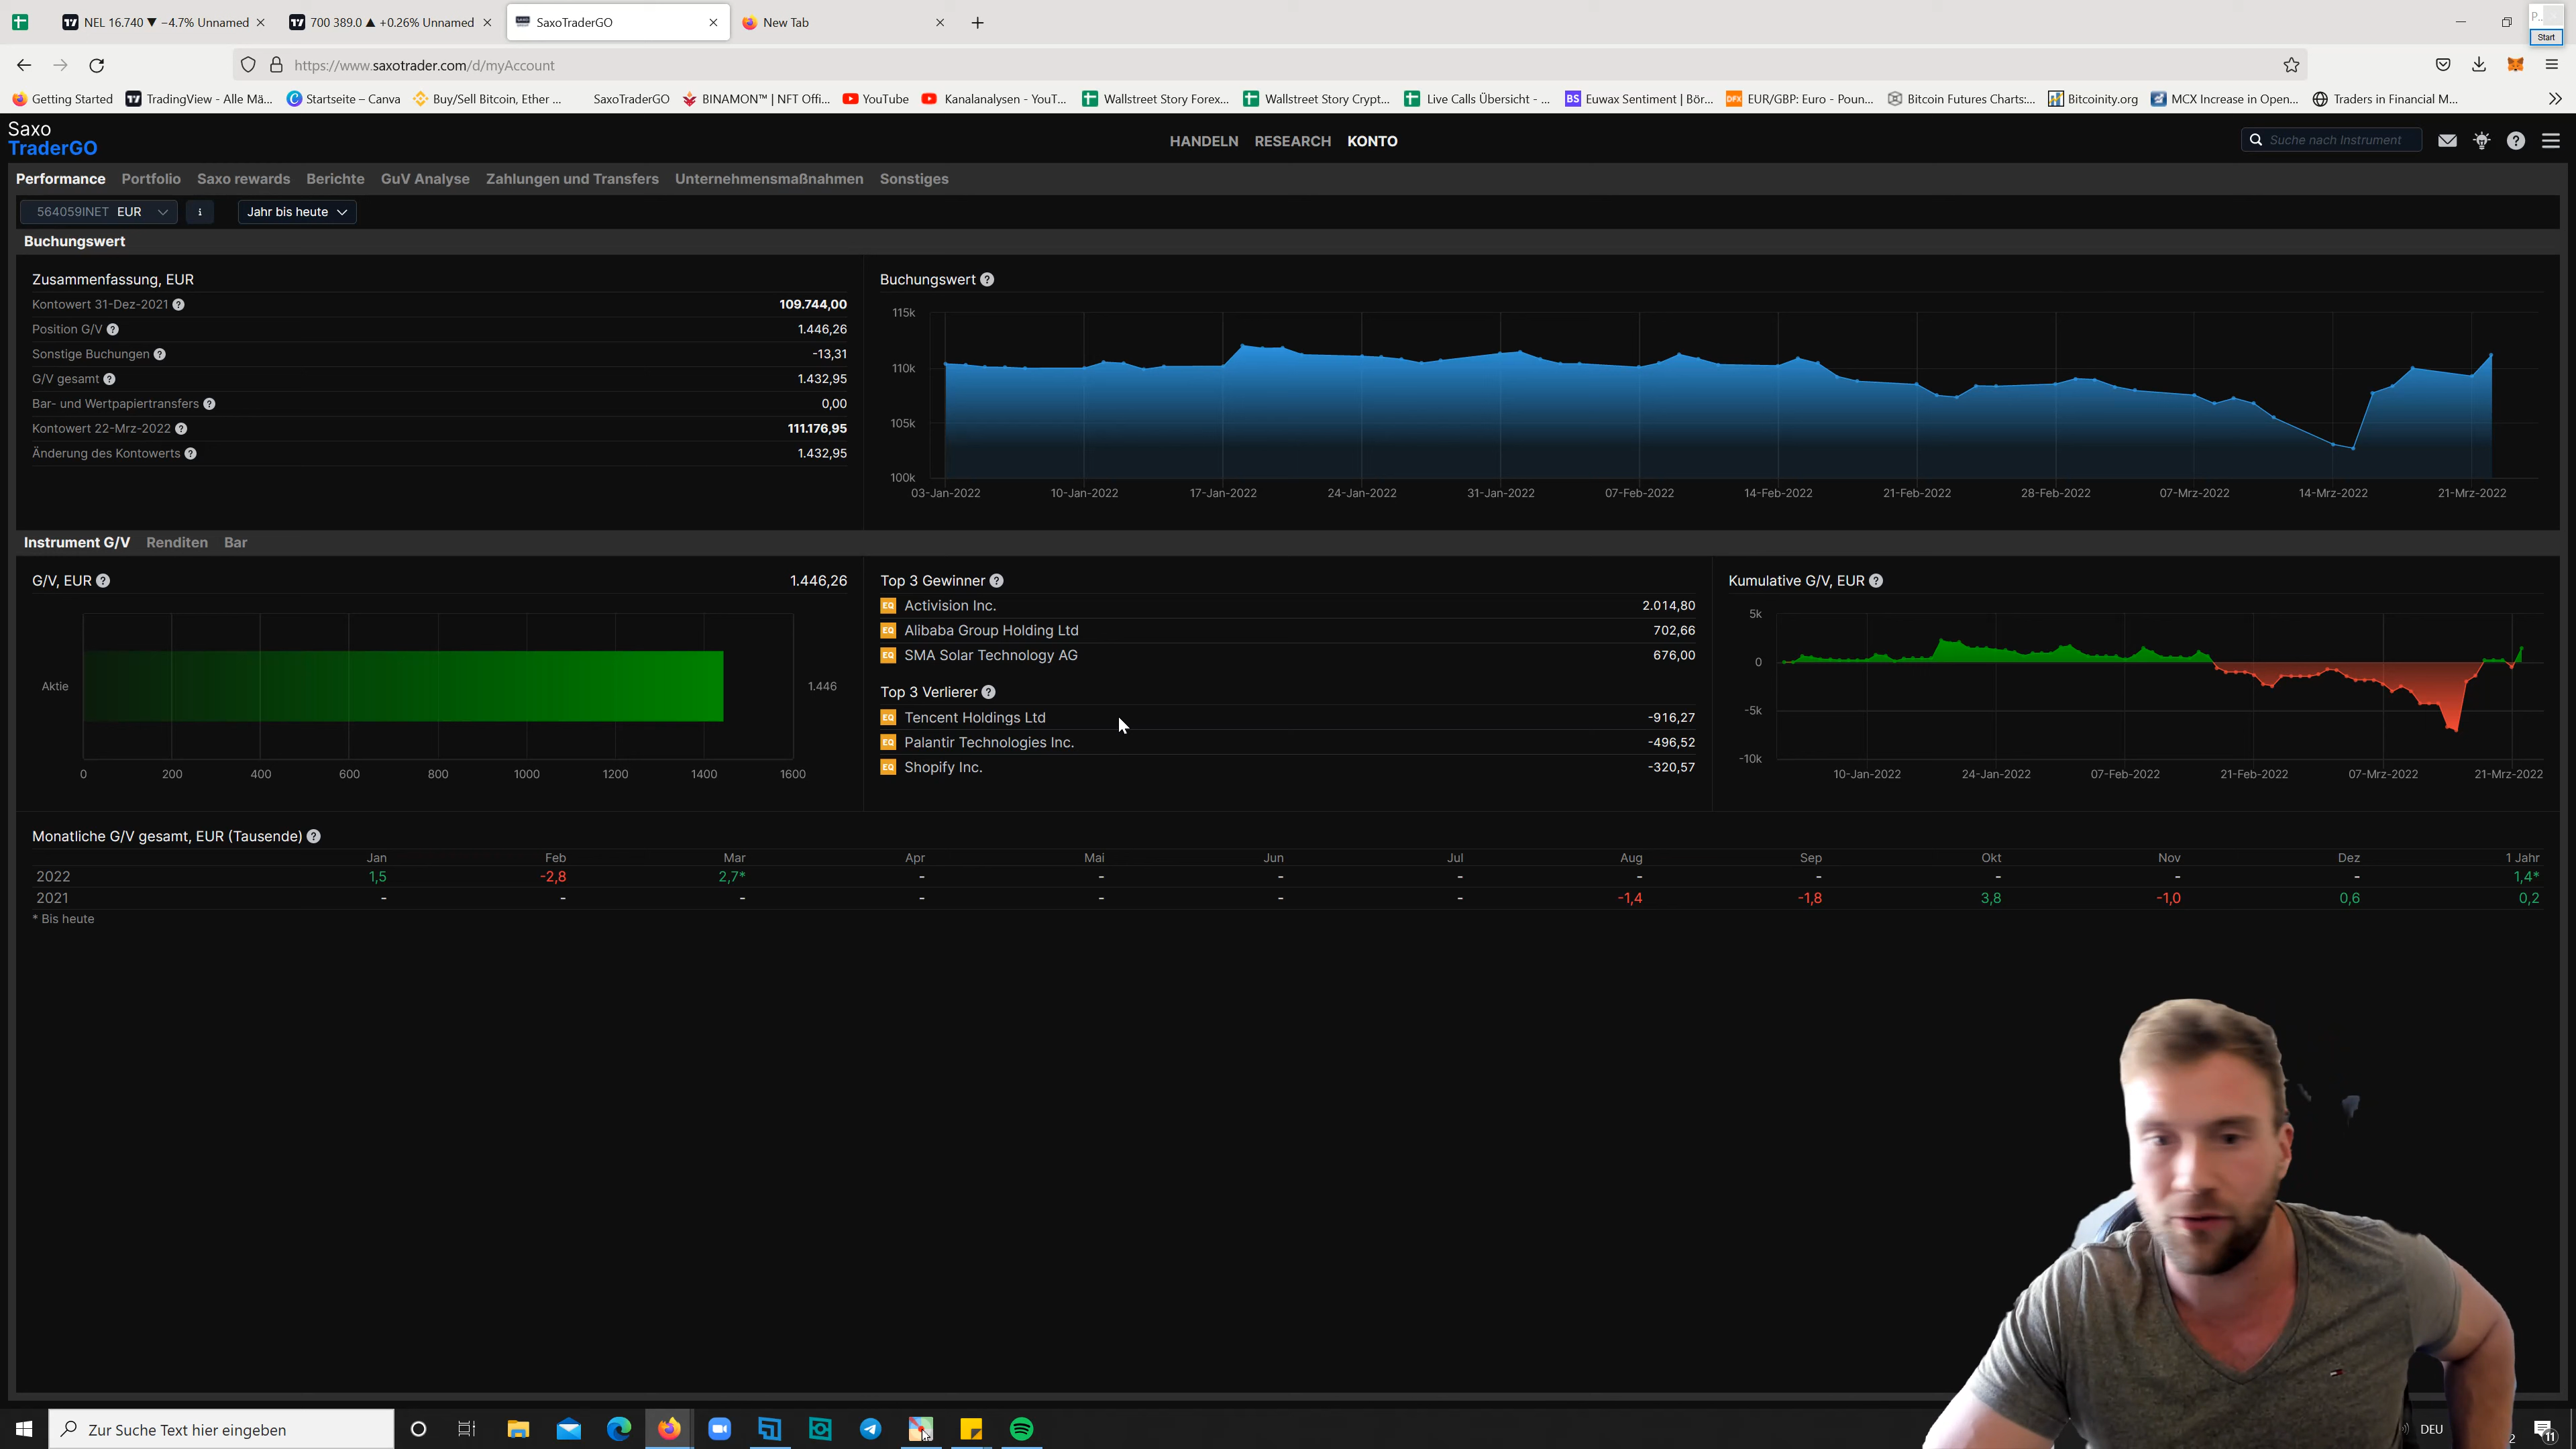 NEL 16.740 ▼ −4.7% Unnamed
700 389.0 ▲ +0.26% Unnamed
SaxoTraderGO
New Tab
P...
Start
https://www.saxotrader.com/d/myAccount
Getting Started
TradingView - Alle Mä...
Startseite – Canva
Buy/Sell Bitcoin, Ether ...
SaxoTraderGO
BINAMON™ | NFT Offi...
YouTube
Kanalanalysen - YouT...
Wallstreet Story Forex...
Wallstreet Story Crypt...
Live Calls Übersicht - ...
BS Euwax Sentiment | Bör...
DFX EUR/GBP: Euro - Poun...
Bitcoin Futures Charts:...
Bitcoinity.org
MCX Increase in Open...
Traders in Financial M...
Saxo
TraderGO
HANDELN RESEARCH KONTO
Suche nach Instrument
Performance Portfolio Saxo rewards Berichte GuV Analyse Zahlungen und Transfers Unternehmensmaßnahmen Sonstiges
564059INET EUR
i
Jahr bis heute
Buchungswert
Zusammenfassung, EUR
Kontowert 31-Dez-2021 ? 109.744,00
Position G/V ? 1.446,26
Sonstige Buchungen ? -13,31
G/V gesamt ? 1.432,95
Bar- und Wertpapiertransfers ? 0,00
Kontowert 22-Mrz-2022 ? 111.176,95
Änderung des Kontowerts ? 1.432,95
Buchungswert ?
115k
110k
105k
100k
03-Jan-2022 10-Jan-2022 17-Jan-2022 24-Jan-2022 31-Jan-2022 07-Feb-2022 14-Feb-2022 21-Feb-2022 28-Feb-2022 07-Mrz-2022 14-Mrz-2022 21-Mrz-2022
Instrument G/V Renditen Bar
G/V, EUR ? 1.446,26
Aktie 1.446
0 200 400 600 800 1000 1200 1400 1600
Top 3 Gewinner ?
EQ Activision Inc. 2.014,80
EQ Alibaba Group Holding Ltd 702,66
EQ SMA Solar Technology AG 676,00
Top 3 Verlierer ?
EQ Tencent Holdings Ltd -916,27
EQ Palantir Technologies Inc. -496,52
EQ Shopify Inc. -320,57
Kumulative G/V, EUR ?
5k
0
-5k
-10k
10-Jan-2022 24-Jan-2022 07-Feb-2022 21-Feb-2022 07-Mrz-2022 21-Mrz-2022
Monatliche G/V gesamt, EUR (Tausende) ?
Jan Feb Mar Apr Mai Jun Jul Aug Sep Okt Nov Dez 1 Jahr
2022 1,5 -2,8 2,7* - - - - - - - - - 1,4*
2021 - - - - - - - -1,4 -1,8 3,8 -1,0 0,6 0,2
* Bis heute
Zur Suche Text hier eingeben
DEU
2
11